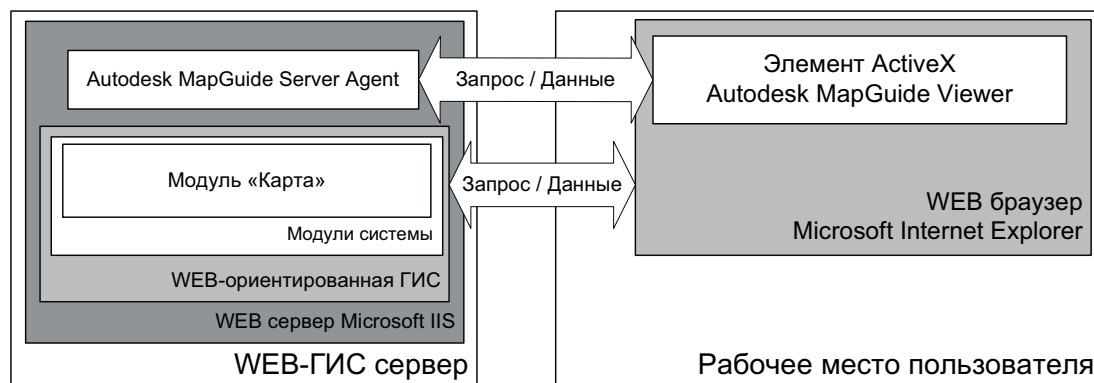 Autodesk MapGuide Server Agent
Запрос / Данные
Элемент ActiveX
Autodesk MapGuide Viewer
Модуль «Карта»
Запрос / Данные
Модули системы
WEB браузер
Microsoft Internet Explorer
WEB-ориентированная ГИС
WEB сервер Microsoft IIS
WEB-ГИС сервер
Рабочее место пользователя